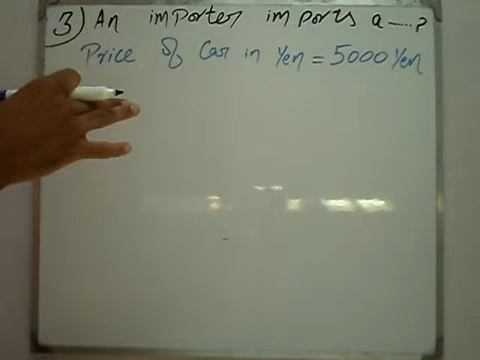 3) An importer imports a .....?
Price of Car in Yen = 5000 Yen